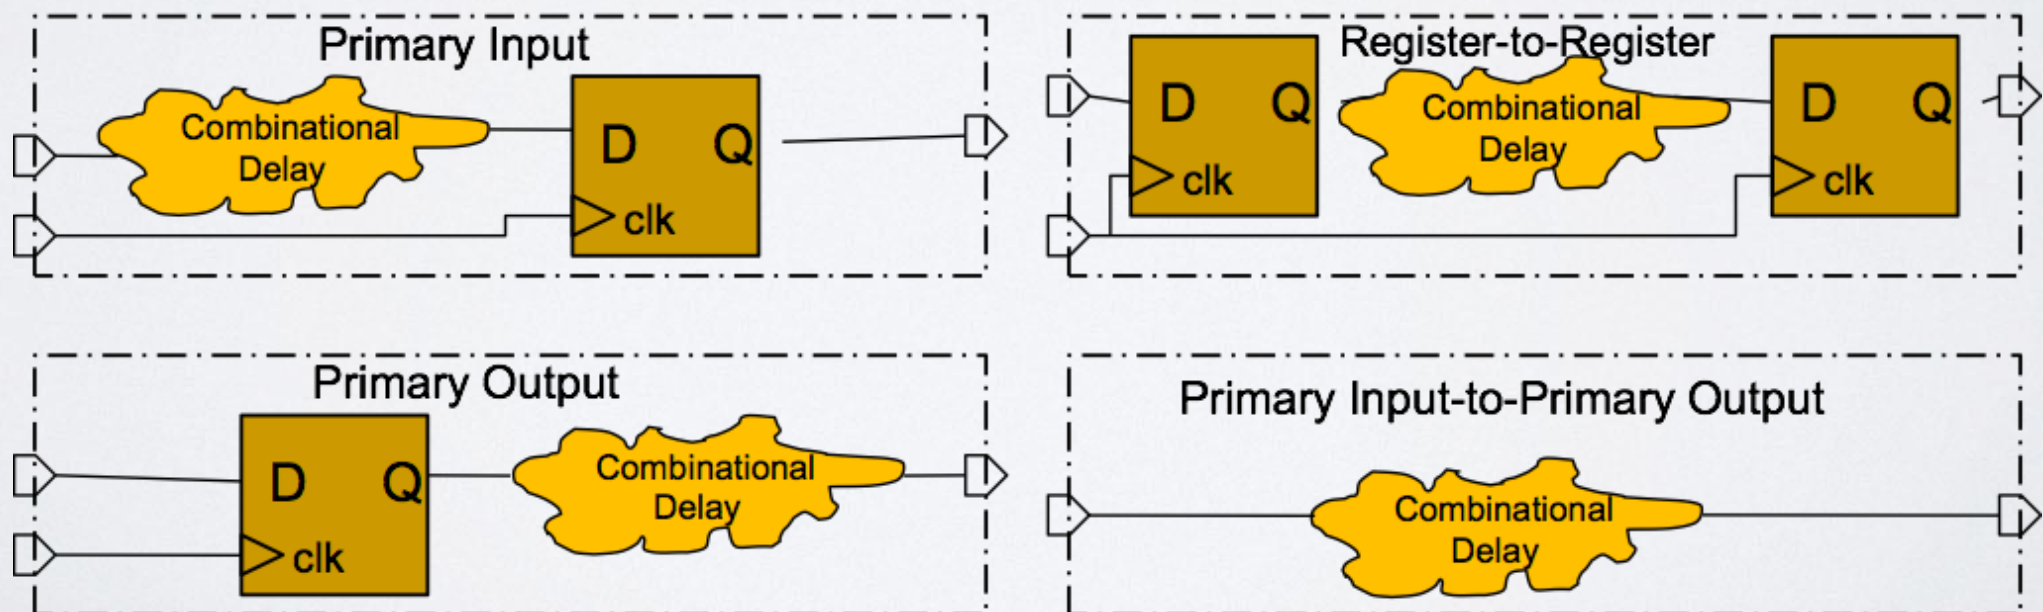 Primary Input
Combinational
Delay
D Q
clk
Register-to-Register
D Q
clk
Combinational
Delay
D Q
clk
Primary Output
D Q
clk
Combinational
Delay
Primary Input-to-Primary Output
Combinational
Delay